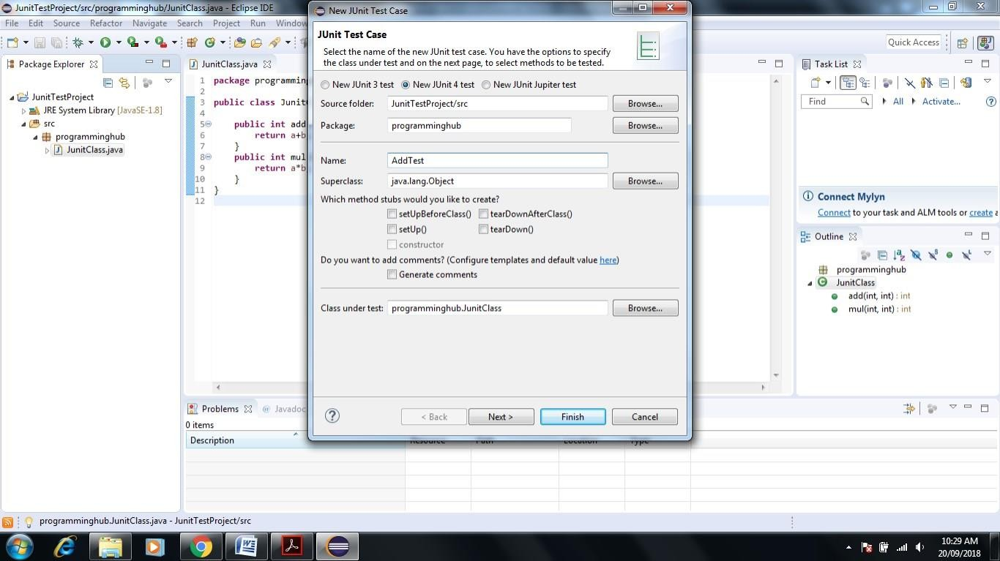 JunitTestProject/src/programminghub/JunitClass.java - Eclipse IDE
File Edit Source Refactor Navigate Search Project Run Window
Quick Access
Package Explorer
JunitTestProject
JRE System Library [JavaSE-1.8]
src
programminghub
JunitClass.java
JunitClass.java
1 package programming
2
3 public class Junit
4
5 public int add
6 return a+b
7 }
8 public int mul
9 return a*b
10 }
11 }
12
New JUnit Test Case
JUnit Test Case
Select the name of the new JUnit test case. You have the options to specify
the class under test and on the next page, to select methods to be tested.
New JUnit 3 test New JUnit 4 test New JUnit Jupiter test
Source folder: JunitTestProject/src Browse...
Package: programminghub Browse...
Name: AddTest
Superclass: java.lang.Object Browse...
Which method stubs would you like to create?
setUpBeforeClass() tearDownAfterClass()
setUp() tearDown()
constructor
Do you want to add comments? (Configure templates and default value here)
Generate comments
Class under test: programminghub.JunitClass Browse...
? < Back Next > Finish Cancel
Task List
Find All Activate...
Connect Mylyn
Connect to your task and ALM tools or create a
Outline
programminghub
JunitClass
add(int, int) : int
mul(int, int) : int
Problems @ Javadoc
0 items
Description Resource Path Location Type
programminghub.JunitClass.java - JunitTestProject/src
10:29 AM
20/09/2018